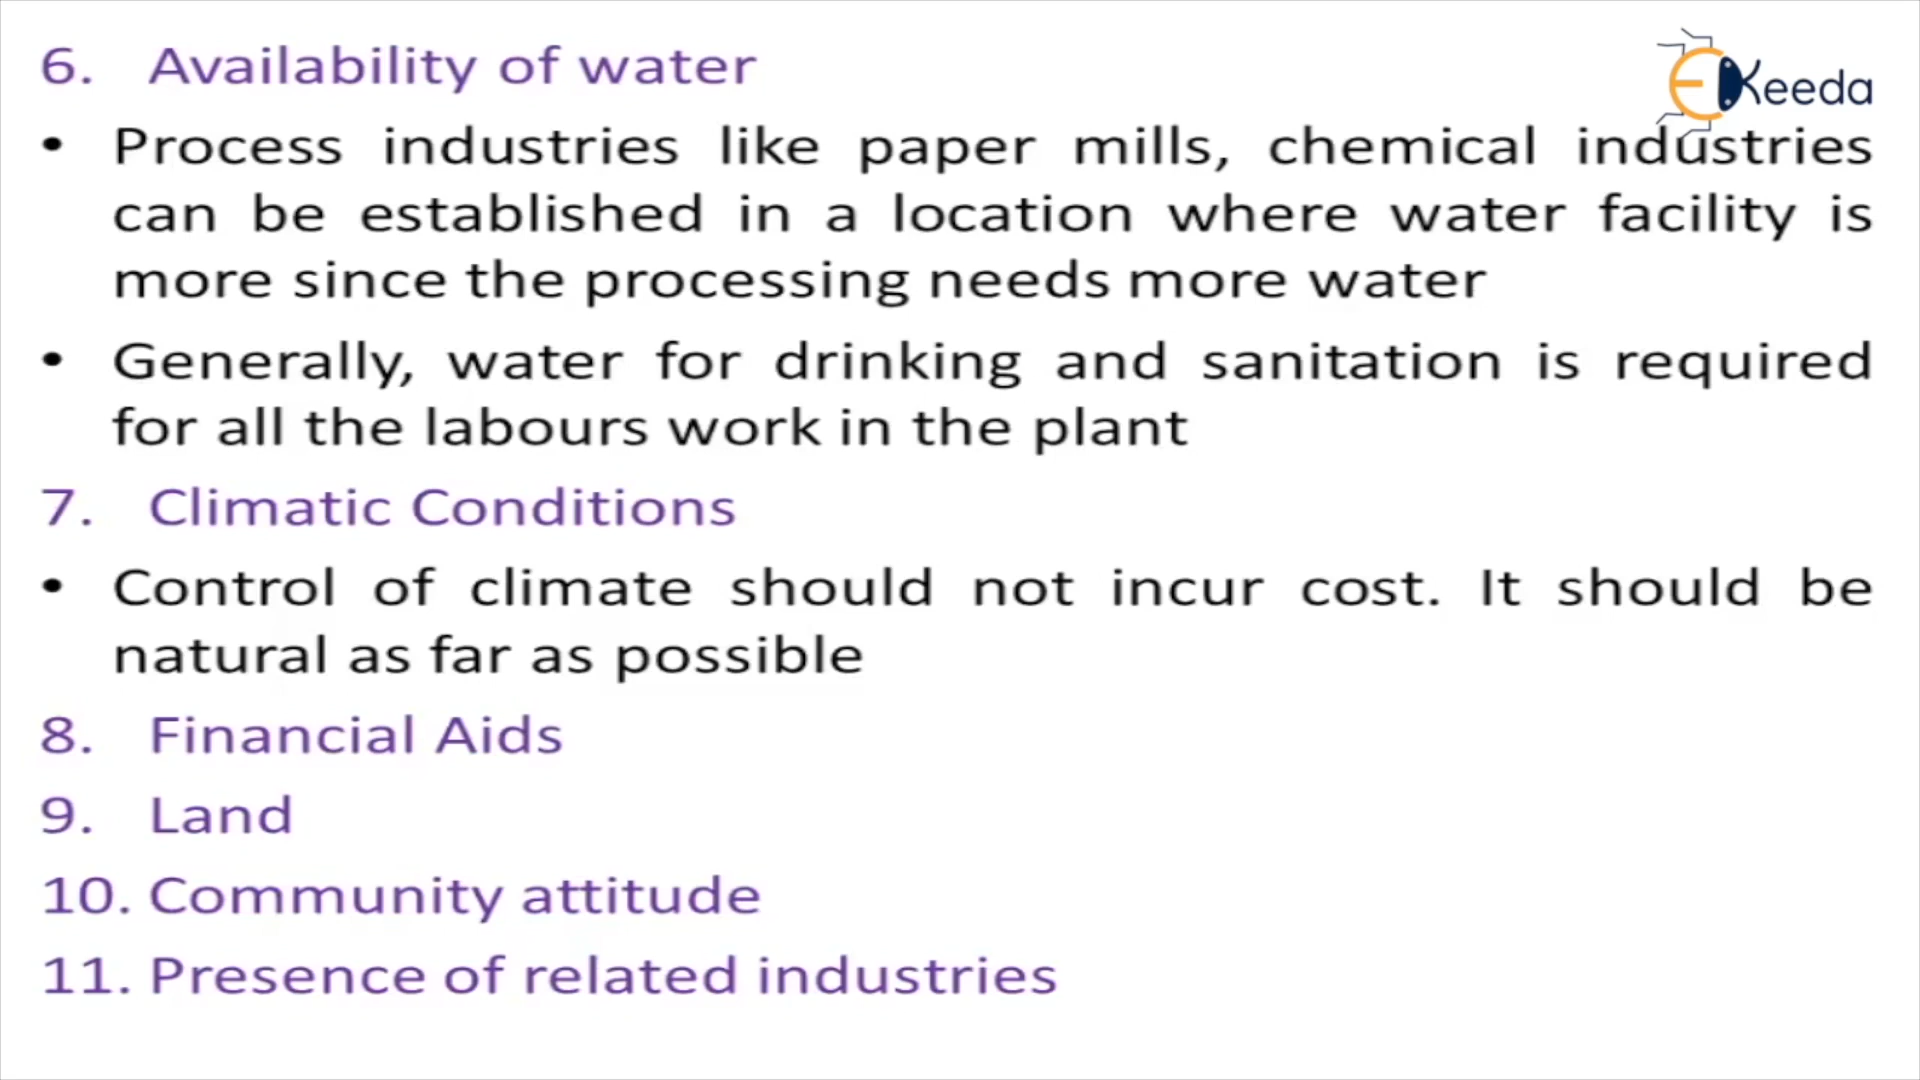 6. Availability of water
EKeeda
• Process industries like paper mills, chemical industries
can be established in a location where water facility is
more since the processing needs more water
• Generally, water for drinking and sanitation is required
for all the labours work in the plant
7. Climatic Conditions
• Control of climate should not incur cost. It should be
natural as far as possible
8. Financial Aids
9. Land
10. Community attitude
11. Presence of related industries